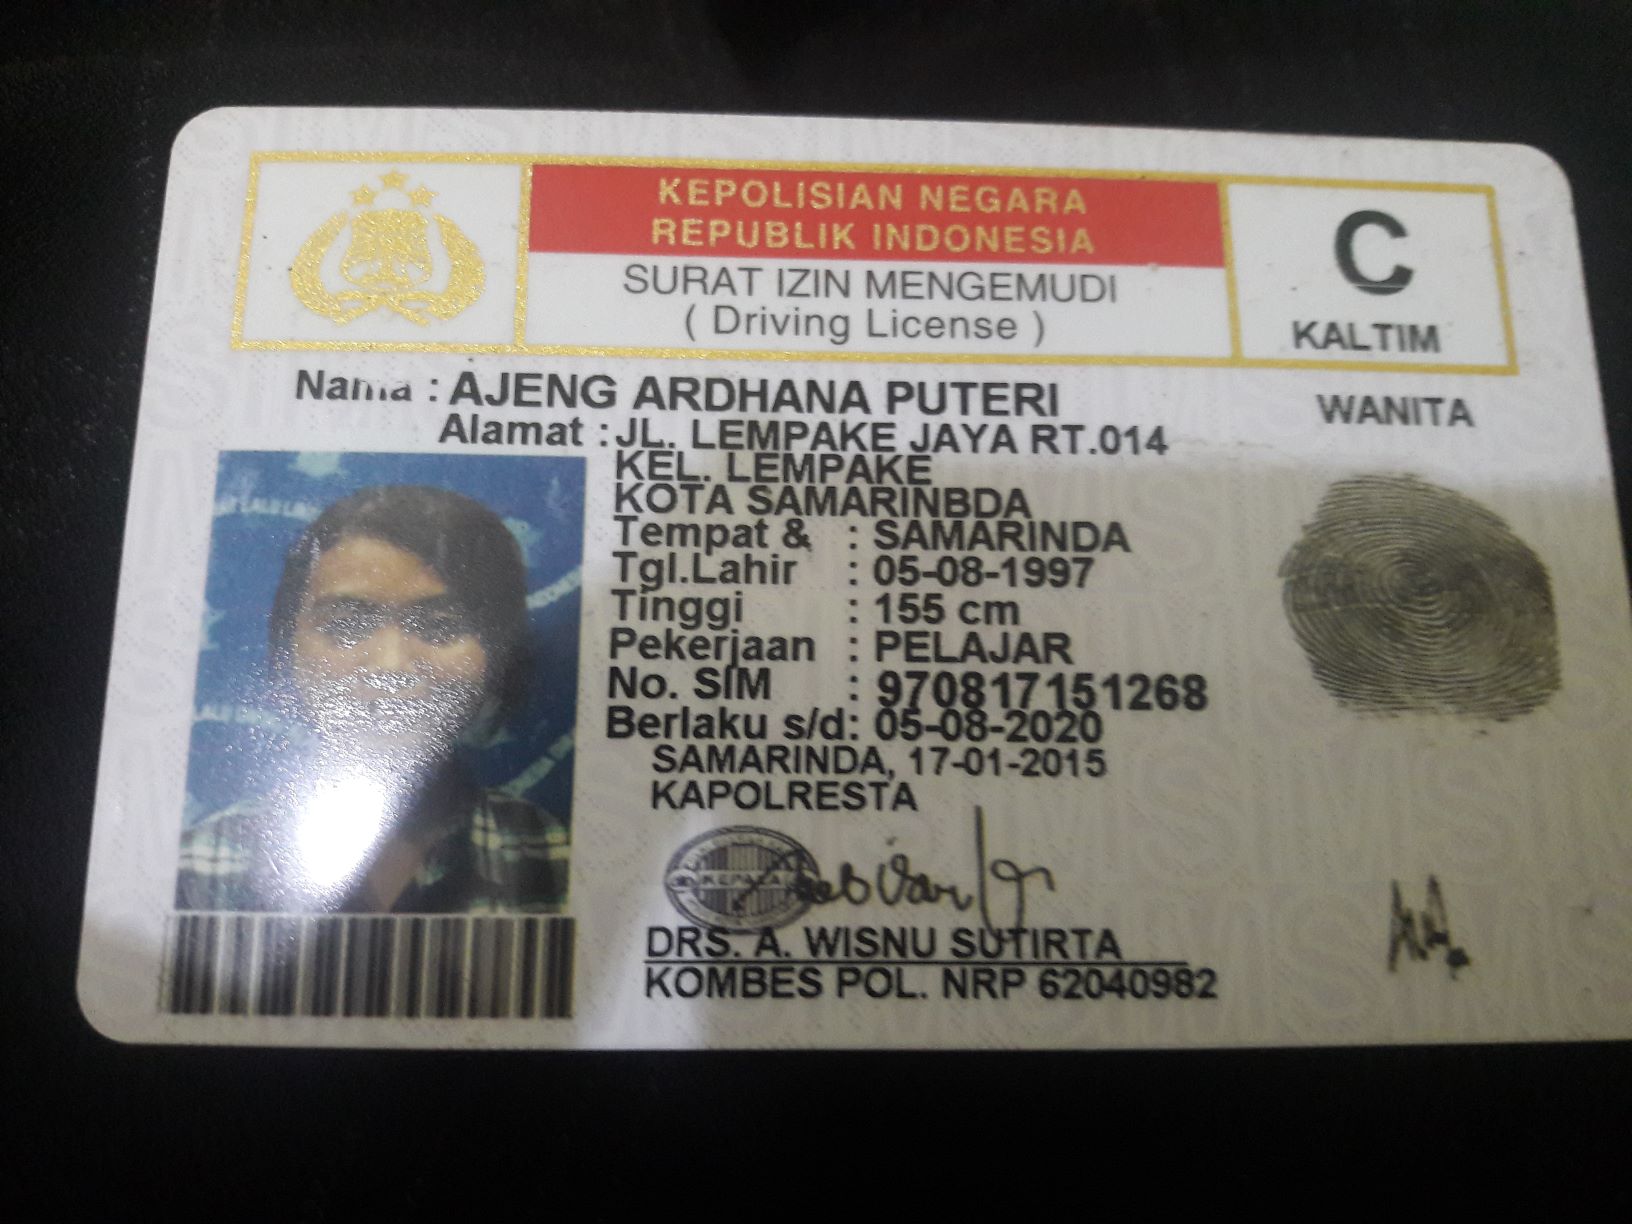 KEPOLISIAN NEGARA
REPUBLIK INDONESIA
SURAT IZIN MENGEMUDI
( Driving License )
C
KALTIM
Nama : AJENG ARDHANA PUTERI
WANITA
Alamat : JL. LEMPAKE JAYA RT.014
KEL. LEMPAKE
KOTA SAMARINBDA
Tempat & : SAMARINDA
Tgl.Lahir : 05-08-1997
Tinggi : 155 cm
Pekerjaan : PELAJAR
No. SIM : 970817151268
Berlaku s/d: 05-08-2020
SAMARINDA, 17-01-2015
KAPOLRESTA
KEPALA
DRS. A. WISNU SUTIRTA
KOMBES POL. NRP 62040982